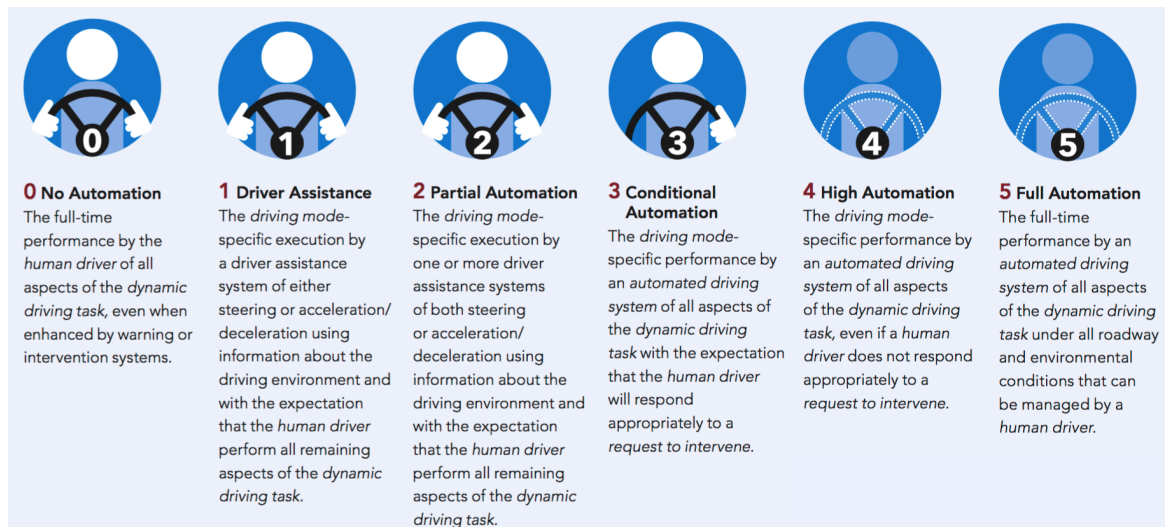 0
1
2
3
4
5
0 No Automation
The full-time
performance by the
human driver of all
aspects of the dynamic
driving task, even when
enhanced by warning or
intervention systems.
1 Driver Assistance
The driving mode-
specific execution by
a driver assistance
system of either
steering or acceleration/
deceleration using
information about the
driving environment and
with the expectation
that the human driver
perform all remaining
aspects of the dynamic
driving task.
2 Partial Automation
The driving mode-
specific execution by
one or more driver
assistance systems
of both steering
or acceleration/
deceleration using
information about the
driving environment and
with the expectation
that the human driver
perform all remaining
aspects of the dynamic
driving task.
3 Conditional
Automation
The driving mode-
specific performance by
an automated driving
system of all aspects of
the dynamic driving
task with the expectation
that the human driver
will respond
appropriately to a
request to intervene.
4 High Automation
The driving mode-
specific performance by
an automated driving
system of all aspects
of the dynamic driving
task, even if a human
driver does not respond
appropriately to a
request to intervene.
5 Full Automation
The full-time
performance by an
automated driving
system of all aspects
of the dynamic driving
task under all roadway
and environmental
conditions that can
be managed by a
human driver.